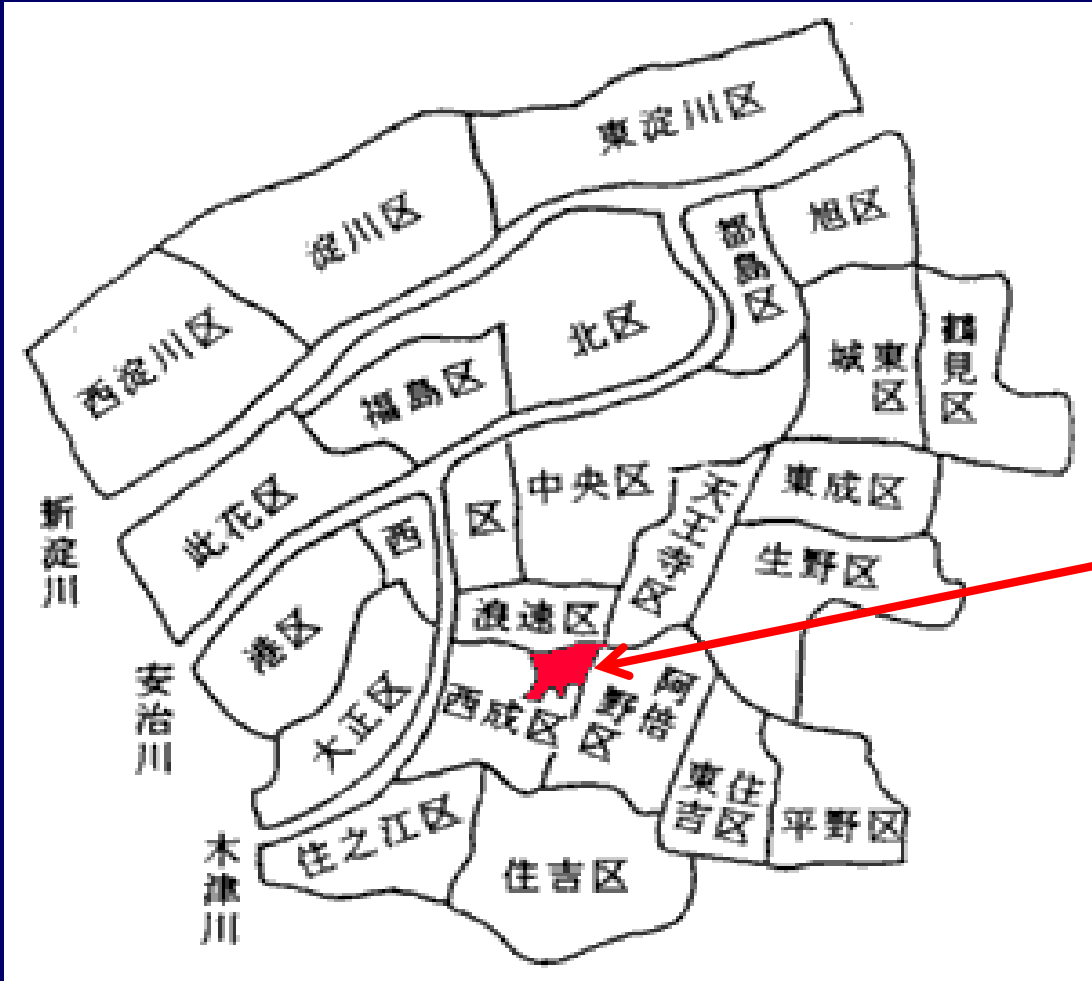 東淀川区
淀川区
西淀川区
旭区
都島区
北区
福島区
城東区
鶴見区
此花区
西区
中央区
天王寺区
東成区
生野区
港区
大正区
浪速区
西成区
阿倍野区
東住吉区
平野区
住之江区
住吉区
新淀川
安治川
木津川